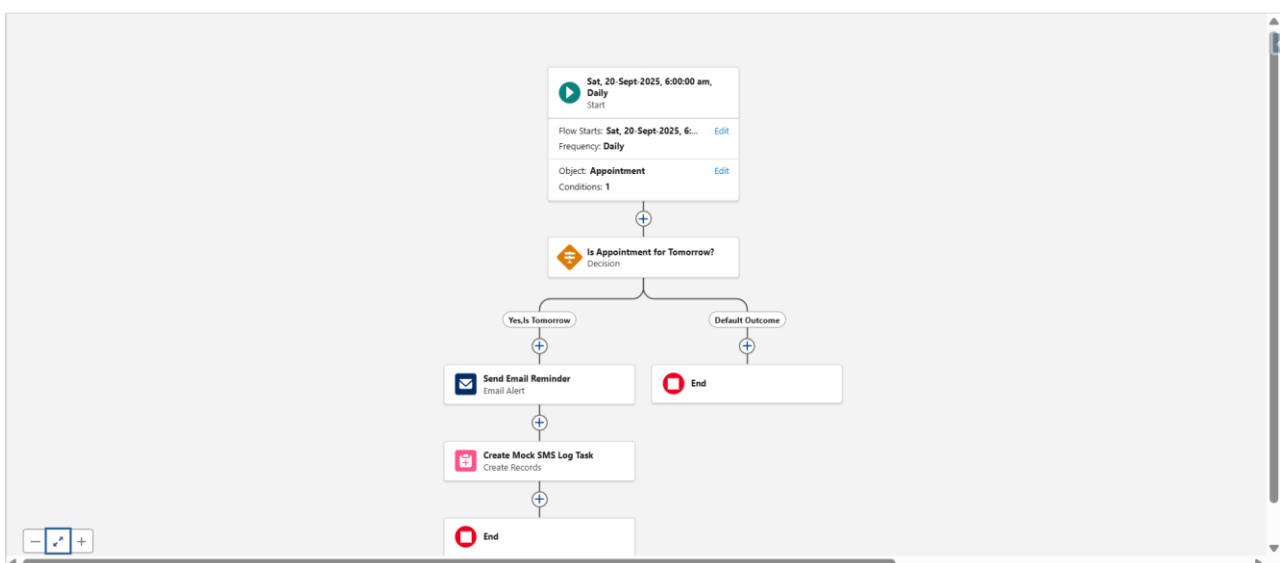 Sat, 20-Sept-2025, 6:00:00 am,
Daily
Start
Flow Starts: Sat, 20-Sept-2025, 6:... Edit
Frequency: Daily
Object: Appointment Edit
Conditions: 1
Is Appointment for Tomorrow?
Decision
Yes,Is Tomorrow
Default Outcome
Send Email Reminder
Email Alert
End
Create Mock SMS Log Task
Create Records
End